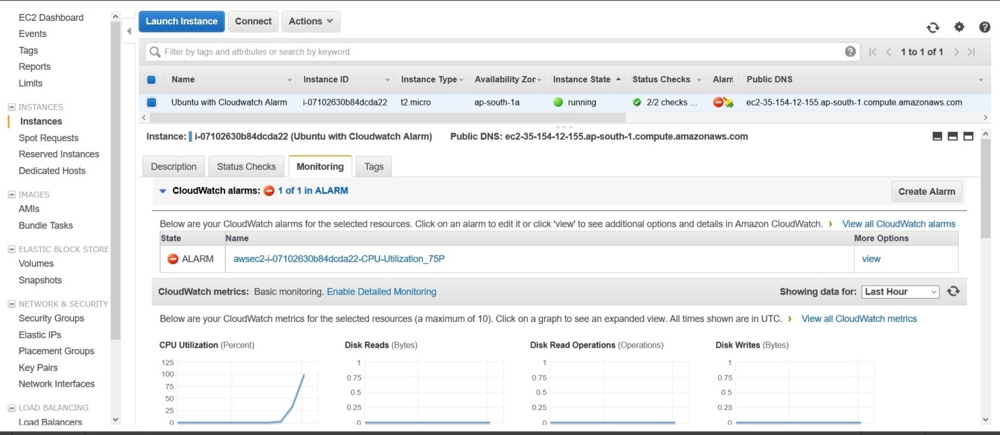 EC2 Dashboard
Events
Tags
Reports
Limits
INSTANCES
Instances
Spot Requests
Reserved Instances
Dedicated Hosts
IMAGES
AMIs
Bundle Tasks
ELASTIC BLOCK STORE
Volumes
Snapshots
NETWORK & SECURITY
Security Groups
Elastic IPs
Placement Groups
Key Pairs
Network Interfaces
LOAD BALANCING
Load Balancers
Launch Instance Connect Actions
Filter by tags and attributes or search by keyword 1 to 1 of 1
Name Instance ID Instance Type Availability Zor Instance State Status Checks Alarr Public DNS
Ubuntu with Cloudwatch Alarm i-07102630b84dcda22 t2.micro ap-south-1a running 2/2 checks ... ec2-35-154-12-155.ap-south-1.compute.amazonaws.com
Instance: i-07102630b84dcda22 (Ubuntu with Cloudwatch Alarm) Public DNS: ec2-35-154-12-155.ap-south-1.compute.amazonaws.com
Description Status Checks Monitoring Tags
CloudWatch alarms: 1 of 1 in ALARM Create Alarm
Below are your CloudWatch alarms for the selected resources. Click on an alarm to edit it or click 'view' to see additional options and details in Amazon CloudWatch. View all CloudWatch alarms
State Name More Options
ALARM awsec2-i-07102630b84dcda22-CPU-Utilization_75P view
CloudWatch metrics: Basic monitoring. Enable Detailed Monitoring Showing data for: Last Hour
Below are your CloudWatch metrics for the selected resources (a maximum of 10). Click on a graph to see an expanded view. All times shown are in UTC. View all CloudWatch metrics
CPU Utilization (Percent) Disk Reads (Bytes) Disk Read Operations (Operations) Disk Writes (Bytes)
125 1 1 1
100 0.75 0.75 0.75
75 0.5 0.5 0.5
50 0.25 0.25 0.25
25 0 0 0
0